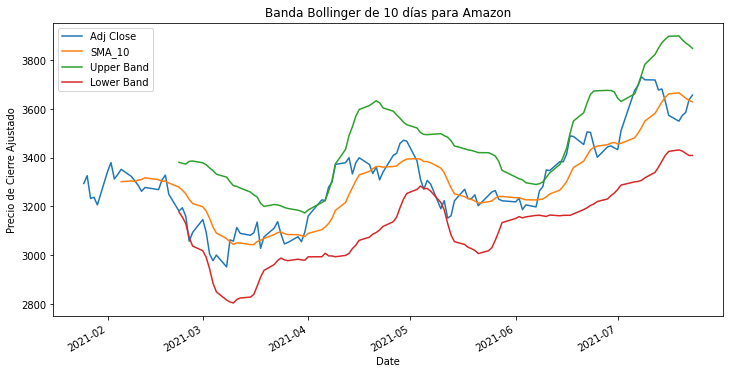 Banda Bollinger de 10 días para Amazon
Adj Close
SMA_10
Upper Band
Lower Band
Precio de Cierre Ajustado
3800
3600
3400
3200
3000
2800
2021-02
2021-03
2021-04
2021-05
2021-06
2021-07
Date